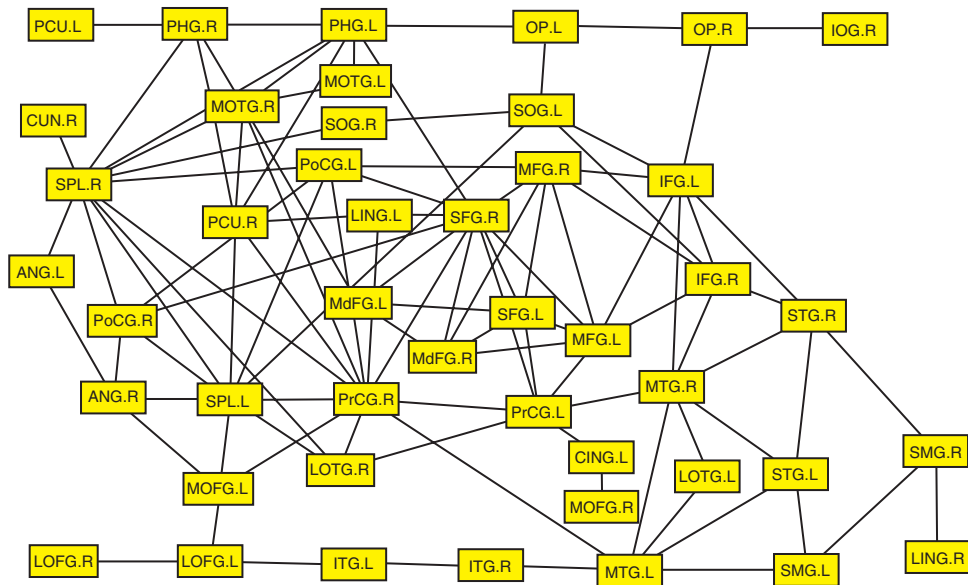 PCU.L
PHG.R
PHG.L
OP.L
OP.R
IOG.R
MOTG.L
MOTG.R
SOG.L
CUN.R
SOG.R
PoCG.L
MFG.R
SPL.R
IFG.L
PCU.R
LING.L
SFG.R
ANG.L
IFG.R
MdFG.L
PoCG.R
SFG.L
STG.R
MFG.L
MdFG.R
ANG.R
SPL.L
PrCG.R
MTG.R
PrCG.L
CING.L
SMG.R
LOTG.R
LOTG.L
STG.L
MOFG.L
MOFG.R
LOFG.R
LOFG.L
ITG.L
ITG.R
MTG.L
SMG.L
LING.R